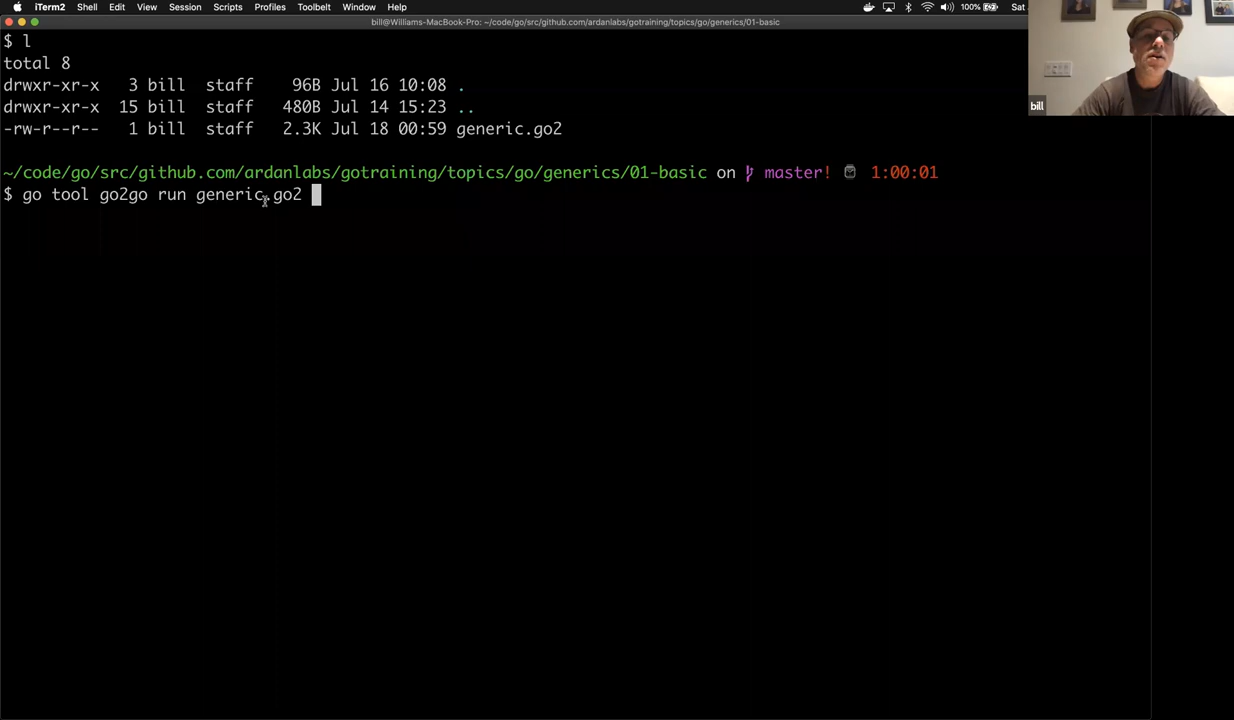 iTerm2 Shell Edit View Session Scripts Profiles Toolbelt Window Help 100% Sat
bill@Williams-MacBook-Pro: ~/code/go/src/github.com/ardanlabs/gotraining/topics/go/generics/01-basic
$ l
total 8
drwxr-xr-x 3 bill staff 96B Jul 16 10:08 .
drwxr-xr-x 15 bill staff 480B Jul 14 15:23 ..
-rw-r--r-- 1 bill staff 2.3K Jul 18 00:59 generic.go2
~/code/go/src/github.com/ardanlabs/gotraining/topics/go/generics/01-basic on master! 1:00:01
$ go tool go2go run generic.go2
bill